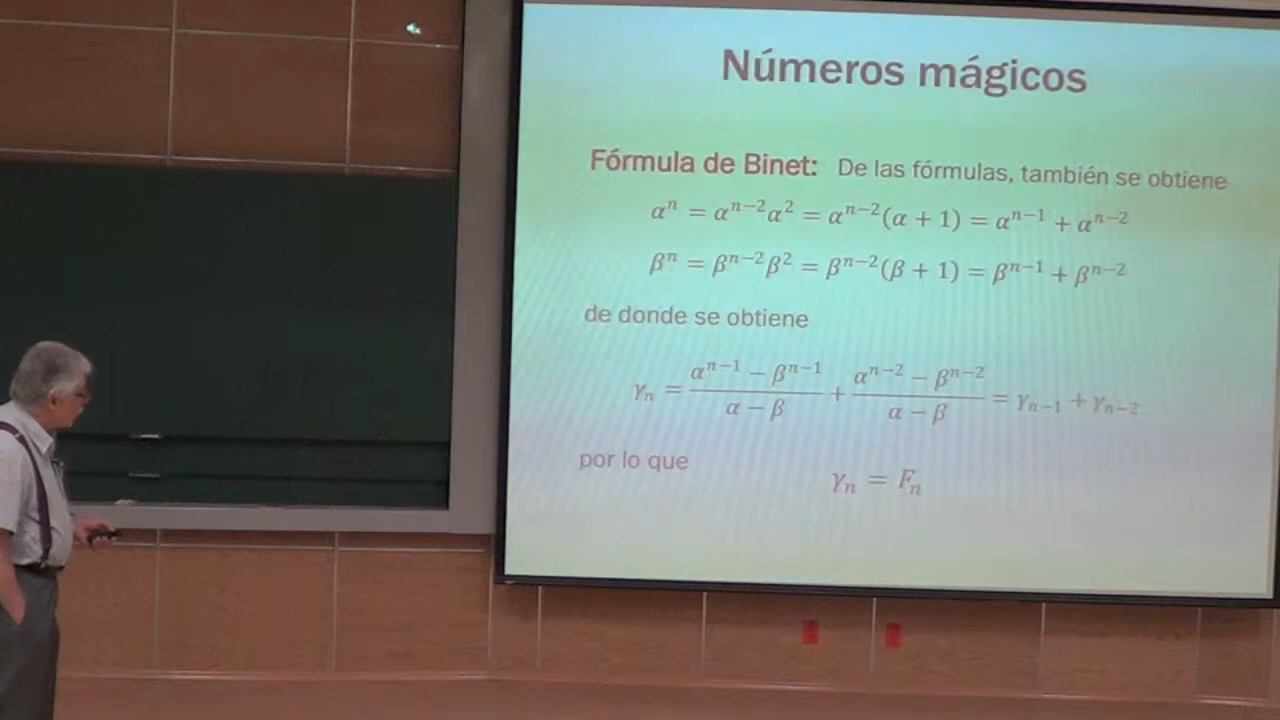 Números mágicos
Fórmula de Binet: De las fórmulas, también se obtiene
αⁿ = αⁿ⁻²α² = αⁿ⁻²(α + 1) = αⁿ⁻¹ + αⁿ⁻²
βⁿ = βⁿ⁻²β² = βⁿ⁻²(β + 1) = βⁿ⁻¹ + βⁿ⁻²
de donde se obtiene
γₙ = (αⁿ⁻¹ − βⁿ⁻¹)/(α − β) + (αⁿ⁻² − βⁿ⁻²)/(α − β) = γₙ₋₁ + γₙ₋₂
por lo que
γₙ = Fₙ